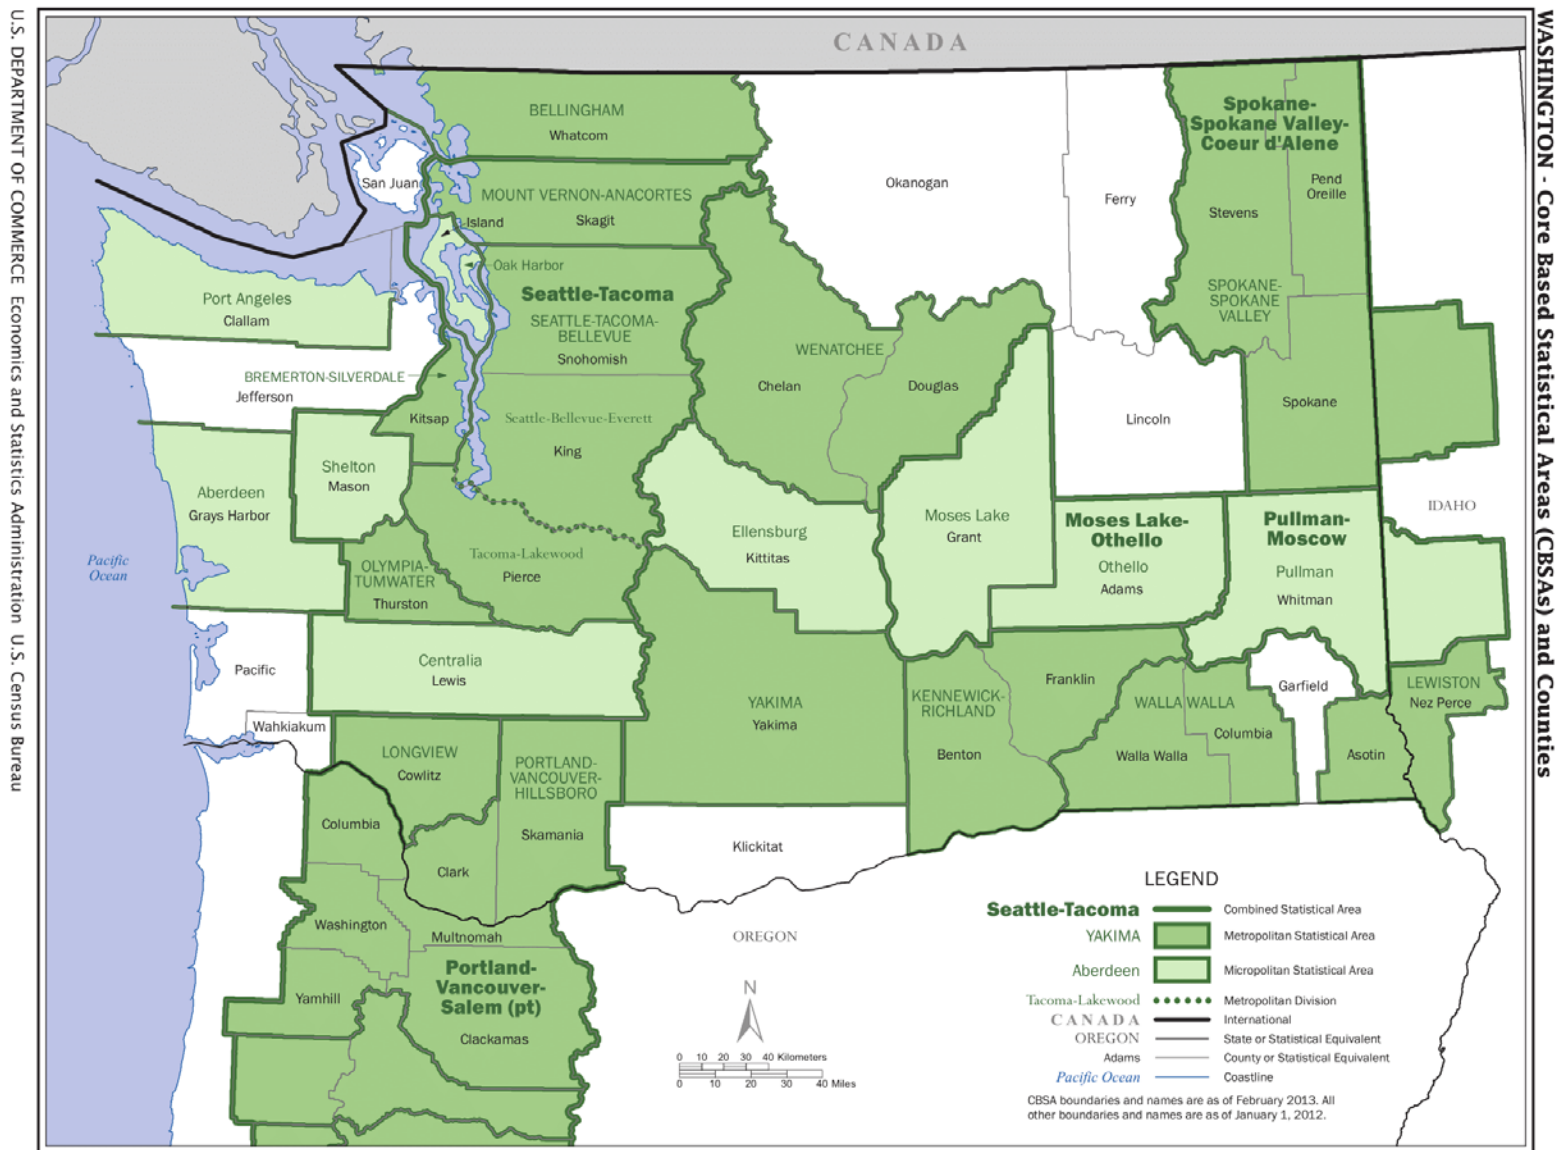 WASHINGTON - Core Based Statistical Areas (CBSAs) and Counties
U.S. DEPARTMENT OF COMMERCE Economics and Statistics Administration U.S. Census Bureau
CANADA
BELLINGHAM
Whatcom
San Juan
MOUNT VERNON-ANACORTES
Skagit
Island
Oak Harbor
Okanogan
Ferry
Spokane-
Spokane Valley-
Coeur d'Alene
Pend
Oreille
Stevens
SPOKANE-
SPOKANE
VALLEY
Spokane
Port Angeles
Clallam
Seattle-Tacoma
SEATTLE-TACOMA-
BELLEVUE
Snohomish
WENATCHEE
Chelan
Douglas
BREMERTON-SILVERDALE
Jefferson
Kitsap
Seattle-Bellevue-Everett
King
Lincoln
Shelton
Mason
Aberdeen
Grays Harbor
IDAHO
Ellensburg
Kittitas
Moses Lake
Grant
Moses Lake-
Othello
Othello
Adams
Pullman-
Moscow
Pullman
Whitman
Pacific
Ocean
OLYMPIA-
TUMWATER
Thurston
Tacoma-Lakewood
Pierce
Pacific
Centralia
Lewis
Wahkiakum
YAKIMA
Yakima
KENNEWICK-
RICHLAND
Benton
Franklin
WALLA WALLA
Walla Walla
Columbia
Garfield
Asotin
LEWISTON
Nez Perce
LONGVIEW
Cowlitz
PORTLAND-
VANCOUVER-
HILLSBORO
Skamania
Columbia
Clark
Klickitat
Washington
Multnomah
Portland-
Vancouver-
Salem (pt)
Yamhill
Clackamas
OREGON
N
0 10 20 30 40 Kilometers
0 10 20 30 40 Miles
LEGEND
Seattle-Tacoma Combined Statistical Area
YAKIMA Metropolitan Statistical Area
Aberdeen Micropolitan Statistical Area
Tacoma-Lakewood Metropolitan Division
CANADA International
OREGON State or Statistical Equivalent
Adams County or Statistical Equivalent
Pacific Ocean Coastline
CBSA boundaries and names are as of February 2013. All
other boundaries and names are as of January 1, 2012.